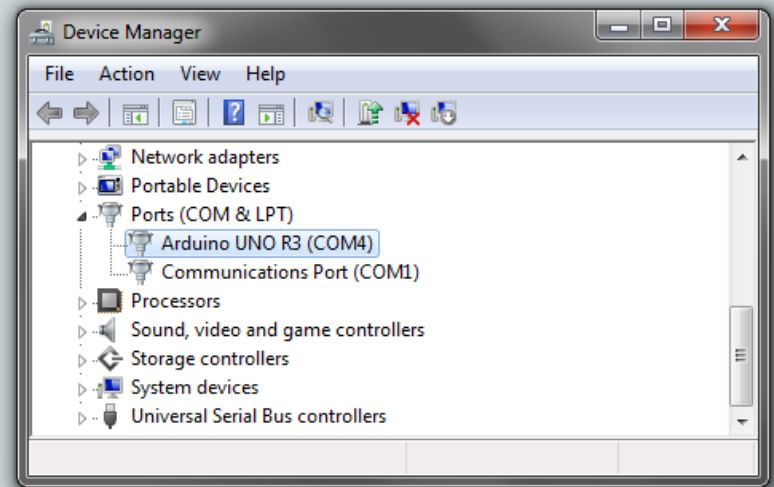 Device Manager
File Action View Help
Network adapters
Portable Devices
Ports (COM & LPT)
Arduino UNO R3 (COM4)
Communications Port (COM1)
Processors
Sound, video and game controllers
Storage controllers
System devices
Universal Serial Bus controllers